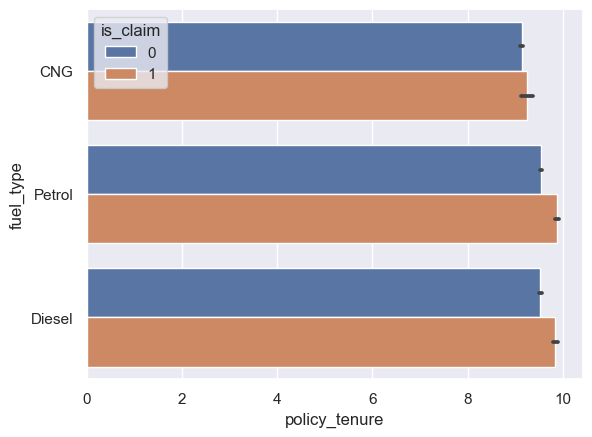 is_claim
0
1
CNG
Petrol
Diesel
fuel_type
0 2 4 6 8 10
policy_tenure